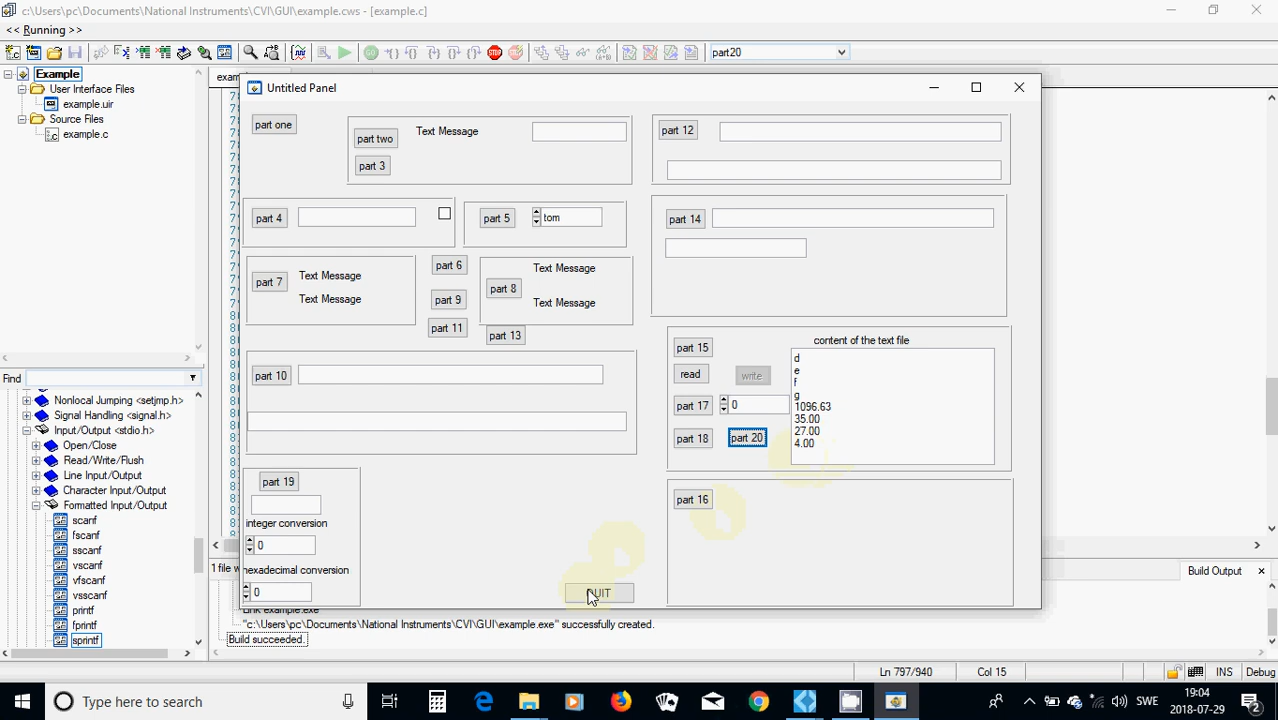 c:\Users\pc\Documents\National Instruments\CVI\GUI\example.cws - [example.c]
<< Running >>
part20
Example
User Interface Files
example.uir
Source Files
example.c
Find
Nonlocal Jumping <setjmp.h>
Signal Handling <signal.h>
Input/Output <stdio.h>
Open/Close
Read/Write/Flush
Line Input/Output
Character Input/Output
Formatted Input/Output
scanf
fscanf
sscanf
vscanf
vfscanf
vsscanf
printf
fprintf
sprintf
Untitled Panel
part one
part two
Text Message
part 3
part 4
part 5
tom
part 6
part 7
Text Message
Text Message
part 8
Text Message
Text Message
part 9
part 11
part 13
part 10
part 19
integer conversion
0
hexadecimal conversion
0
QUIT
part 12
part 14
part 15
content of the text file
read
write
part 17
0
part 18
part 20
d
e
f
g
1096.63
35.00
27.00
4.00
part 16
1 file w
Build Output
Link example.exe
"c:\Users\pc\Documents\National Instruments\CVI\GUI\example.exe" successfully created.
Build succeeded.
Ln 797/940
Col 15
INS
Debug
Type here to search
SWE
19:04
2018-07-29
2